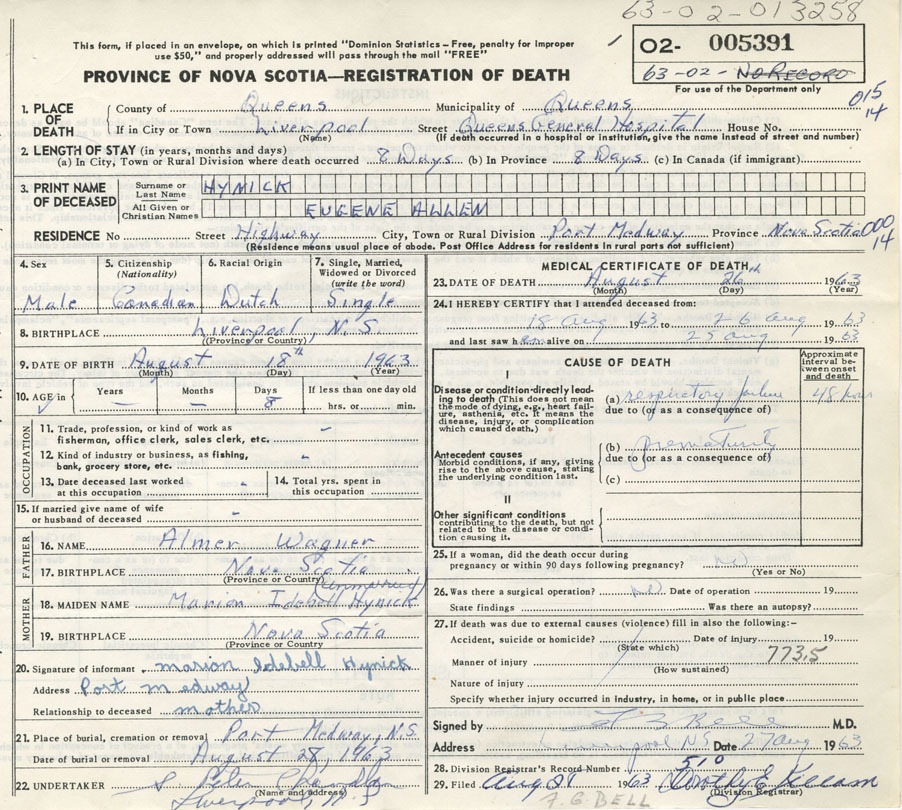 63-02-013258
This form, if placed in an envelope, on which is printed "Dominion Statistics – Free, penalty for improper
use $50," and properly addressed will pass through the mail "FREE"
02- 005391
63-02- NO RECORD
For use of the Department only
PROVINCE OF NOVA SCOTIA—REGISTRATION OF DEATH
015
14
1. PLACE OF DEATH
County of Queens Municipality of Queens
If in City or Town Liverpool Street Queens General Hospital House No.
(Name) (If death occurred in an institution, give its name instead of street and number)
2. LENGTH OF STAY (in years, months and days)
(a) In City, Town or Rural Division where death occurred 8 Days (b) In Province 8 Days (c) In Canada (if immigrant)
3. PRINT NAME OF DECEASED
Surname or Last Name HYNICK
All Given or Christian Names EUGENE ALLEN
RESIDENCE No Street Highway City, Town or Rural Division Port Medway Province Nova Scotia
000
14
(Residence means usual place of abode. Post Office Address for residents in rural parts not sufficient)
4. Sex 5. Citizenship (Nationality) 6. Racial Origin 7. Single, Married, Widowed or Divorced (write the word)
Male Canadian Dutch Single
8. BIRTHPLACE Liverpool, N.S.
(Province or Country)
9. DATE OF BIRTH August 18th 1963
(Month) (Day) (Year)
10. AGE in Years Months Days If less than one day old
– – 8 hrs. or min.
OCCUPATION
11. Trade, profession, or kind of work as
fisherman, office clerk, sales clerk, etc. -
12. Kind of industry or business, as fishing,
bank, grocery store, etc. -
13. Date deceased last worked
at this occupation -
14. Total yrs. spent in
this occupation
15. If married give name of wife
or husband of deceased -
FATHER
16. NAME Almer Wagner
17. BIRTHPLACE Nova Scotia
(Province or Country)
Unmarried
MOTHER
18. MAIDEN NAME Marion Idebell Hynick
19. BIRTHPLACE Nova Scotia
(Province or Country)
20. Signature of informant Marion Idebell Hynick
Address Port Medway
Relationship to deceased mother
21. Place of burial, cremation or removal Port Medway, N.S.
Date of burial or removal August 28, 1963
22. UNDERTAKER
(Name and address)
Liverpool, N.S.
MEDICAL CERTIFICATE OF DEATH
23. DATE OF DEATH August 26th 1963
(Month) (Day) (Year)
24. I HEREBY CERTIFY that I attended deceased from:
18 Aug 1963 to 26 Aug 1963
and last saw him alive on 25 Aug 1963
CAUSE OF DEATH
Approximate interval between onset and death
I
Disease or condition directly leading to death (This does not mean the mode of dying, e.g., heart failure, asthenia, etc. It means the disease, injury, or complication which caused death.)
(a) respiratory failure 48 hours
due to (or as a consequence of)
Antecedent causes
Morbid conditions, if any, giving rise to the above cause, stating the underlying condition last.
(b) prematurity
due to (or as a consequence of)
(c)
II
Other significant conditions
contributing to the death, but not related to the disease or condition causing it.
25. If a woman, did the death occur during
pregnancy or within 90 days following pregnancy? no
(Yes or No)
26. Was there a surgical operation? no Date of operation 19
State findings Was there an autopsy?
27. If death was due to external causes (violence) fill in also the following:–
Accident, suicide or homicide? Date of injury 19
(State which)
773.5
Manner of injury
(How sustained)
Nature of injury
Specify whether injury occurred in industry, in home, or in public place
Signed by F G Bell M.D.
Address Liverpool NS Date 27 Aug 1963
28. Division Registrar's Record Number 510
29. Filed Aug 31 1963 Killam
(Division Registrar)
F. G. BELL